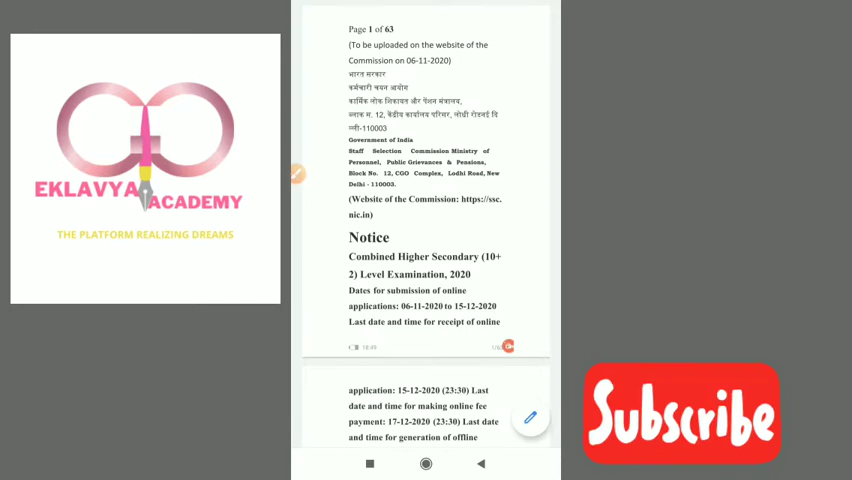 EKLAVYA
ACADEMY
THE PLATFORM REALIZING DREAMS
Page 1 of 63
(To be uploaded on the website of the
Commission on 06-11-2020)
भारत सरकार
कर्मचारी चयन आयोग
कार्मिक लोक शिकायत और पेंशन मंत्रालय,
ब्लाक स. 12, केंद्रीय कार्यालय परिसर, लोधी रोडनई दि
ल्ली-110003
Government of India
Staff Selection Commission Ministry of
Personnel, Public Grievances & Pensions,
Block No. 12, CGO Complex, Lodhi Road, New
Delhi - 110003.
(Website of the Commission: https://ssc.
nic.in)
Notice
Combined Higher Secondary (10+
2) Level Examination, 2020
Dates for submission of online
applications: 06-11-2020 to 15-12-2020
Last date and time for receipt of online
18:49
application: 15-12-2020 (23:30) Last
date and time for making online fee
payment: 17-12-2020 (23:30) Last date
and time for generation of offline
Subscribe